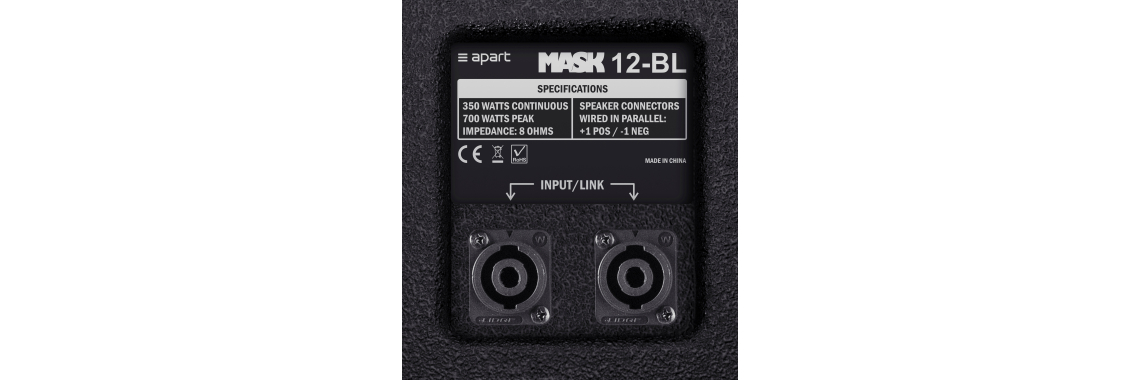 apart MASK 12-BL
SPECIFICATIONS
350 WATTS CONTINUOUS
700 WATTS PEAK
IMPEDANCE: 8 OHMS
SPEAKER CONNECTORS
WIRED IN PARALLEL:
+1 POS / -1 NEG
CE RoHS
MADE IN CHINA
INPUT/LINK
W W